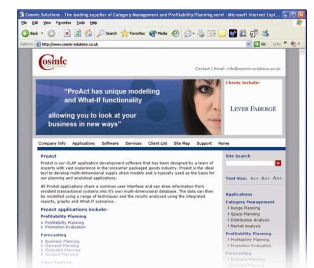 Cosmic Solutions - The leading supplier of Category Management and Profitability Planning servi - Microsoft Internet Expl...
File Edit View Favorites Tools Help
Back Search Favorites Media
Address http://www.cosmic-solutions.co.uk Go Links
Cosmic
Contact | Email: info@cosmic-solutions.co.uk
"ProAct has unique modelling
and What-If functionality
allowing you to look at your
business in new ways"
Clients include:
LEVER FABERGÉ
Company Info Applications Software Services Client List Site Map Support Home
ProAct
ProAct is our OLAP application development software that has been designed by a team of
experts with vast experience in the consumer packaged goods industry. ProAct is the ideal
tool to develop multi-dimensional supply chain models and is typically used as the basis for
our planning and analytical applications.
All ProAct applications share a common user interface and can draw information from
resident transactional systems into it's own multi-dimensional database. The data can then
be modelled using a range of techniques and the results analysed using the integrated
reports, graphs and What-if scenarios.
ProAct applications include:
Profitability Planning
> Profitability Planning
> Promotion Evaluation
Forecasting
> Business Planning
> Demand Planning
> Account Planning
Site Search
Text Size: A+ A+ A+
Applications
Category Management
> Range Planning
> Space Planning
> Distribution Analysis
> Market Analysis
Profitability Planning
> Profitability Planning
> Promotion Evaluation
Forecasting
> Business Planning